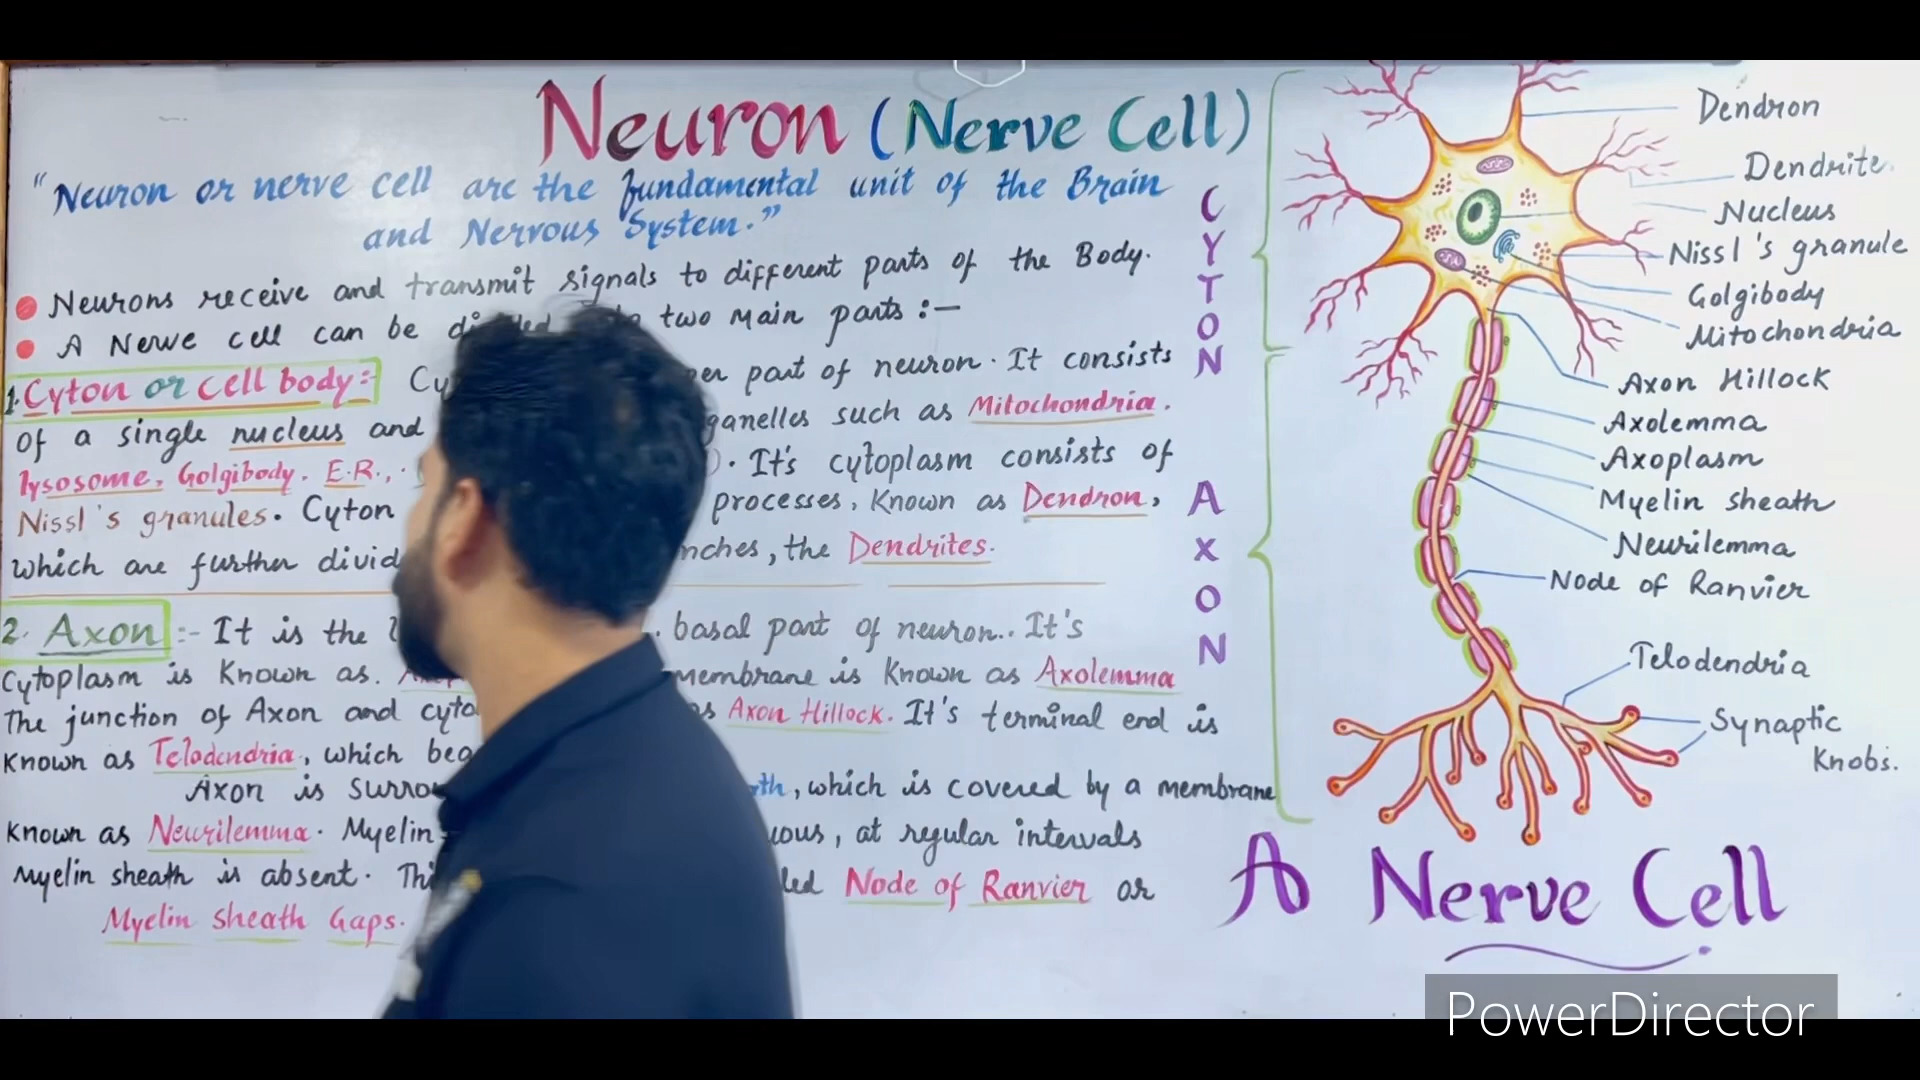 Neuron (Nerve Cell)
"Neuron or nerve cell are the fundamental unit of the Brain
and Nervous System."
Neurons receive and transmit signals to different parts of the Body.
A Nerve cell can be two main parts :-
1. Cyton or Cell body:- part of neuron. It consists
of a single nucleus and such as Mitochondria.
lysosome, Golgibody. E.R., . It's cytoplasm consists of
Nissl's granules. Cyton processes, Known as Dendron,
which are further the Dendrites.
2. Axon :- It is the basal part of neuron.. It's
Cytoplasm is Known as. membrane is Known as Axolemma
The junction of Axon and Axon Hillock. It's terminal end is
Known as Telodendria, which
Axon is , which is covered by a membrane
Known as Neurilemma. Myelin , at regular intervals
Myelin sheath is absent. Node of Ranvier or
Myelin sheath Gaps.
CYTON
AXON
Dendron
Dendrite
Nucleus
Nissl's granule
Golgibody
Mitochondria
Axon Hillock
Axolemma
Axoplasm
Myelin sheath
Neurilemma
Node of Ranvier
Telodendria
Synaptic
Knobs.
A Nerve Cell
PowerDirector